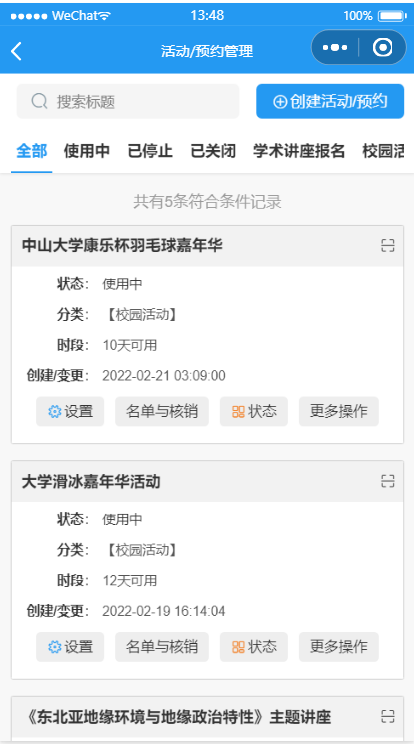 WeChat 13:48 100%
活动/预约管理
搜索标题 创建活动/预约
全部 使用中 已停止 已关闭 学术讲座报名 校园活
共有5条符合条件记录
中山大学康乐杯羽毛球嘉年华
状态： 使用中
分类： 【校园活动】
时段： 10天可用
创建/变更： 2022-02-21 03:09:00
设置 名单与核销 状态 更多操作
大学滑冰嘉年华活动
状态： 使用中
分类： 【校园活动】
时段： 12天可用
创建/变更： 2022-02-19 16:14:04
设置 名单与核销 状态 更多操作
《东北亚地缘环境与地缘政治特性》主题讲座